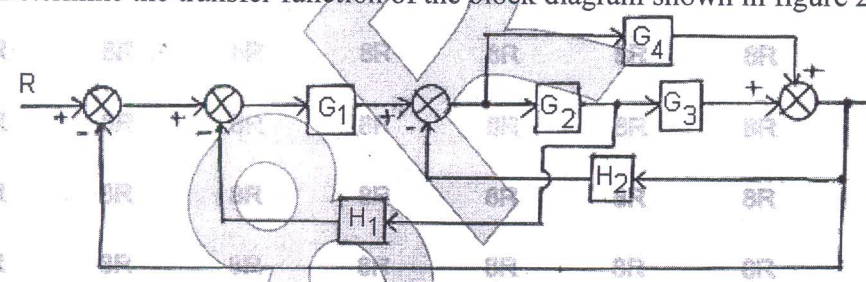 determine the transfer function of the block diagram shown in figure 2
G4
R
+
-
+
-
G1
+
-
G2
G3
+
+
H2
H1